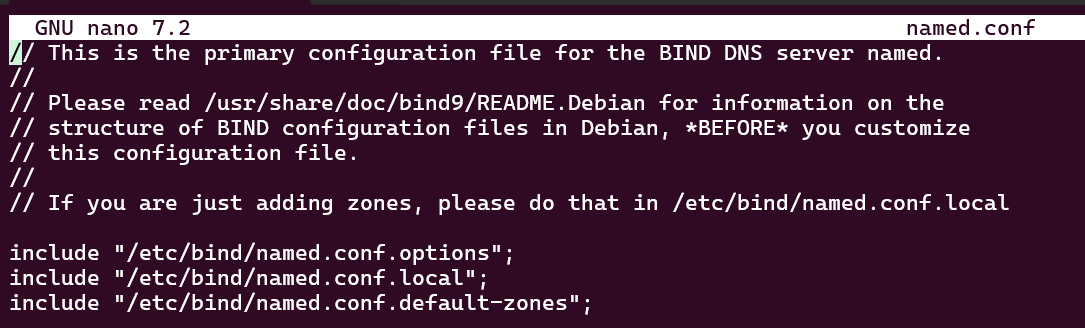 GNU nano 7.2 named.conf
// This is the primary configuration file for the BIND DNS server named.
//
// Please read /usr/share/doc/bind9/README.Debian for information on the
// structure of BIND configuration files in Debian, *BEFORE* you customize
// this configuration file.
//
// If you are just adding zones, please do that in /etc/bind/named.conf.local
include "/etc/bind/named.conf.options";
include "/etc/bind/named.conf.local";
include "/etc/bind/named.conf.default-zones";